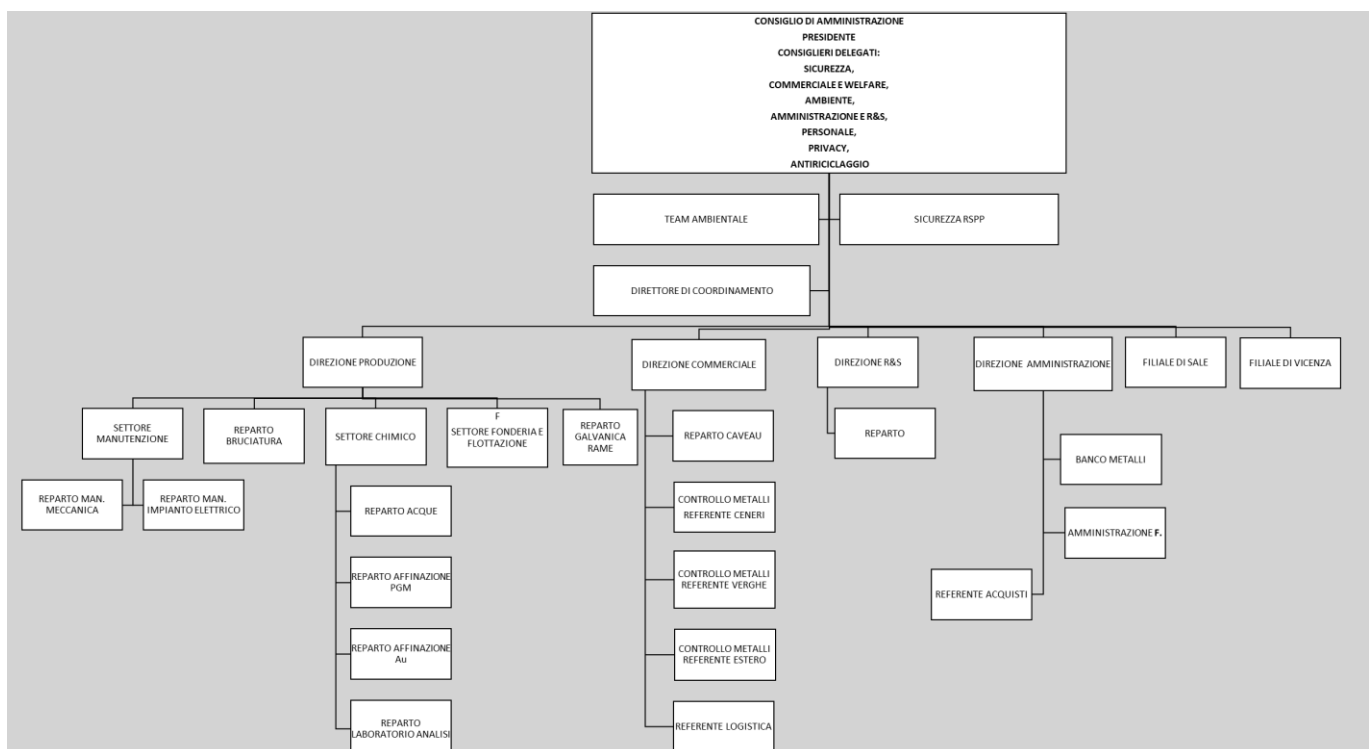 CONSIGLIO DI AMMINISTRAZIONE
PRESIDENTE
CONSIGLIERI DELEGATI:
SICUREZZA,
COMMERCIALE E WELFARE,
AMBIENTE,
AMMINISTRAZIONE E R&S,
PERSONALE,
PRIVACY,
ANTIRICICLAGGIO
TEAM AMBIENTALE
SICUREZZA RSPP
DIRETTORE DI COORDINAMENTO
DIREZIONE PRODUZIONE
DIREZIONE COMMERCIALE
DIREZIONE R&S
DIREZIONE AMMINISTRAZIONE
FILIALE DI SALE
FILIALE DI VICENZA
SETTORE
MANUTENZIONE
REPARTO
BRUCIATURA
SETTORE CHIMICO
F
SETTORE FONDERIA E
FLOTTAZIONE
REPARTO
GALVANICA
RAME
REPARTO CAVEAU
REPARTO
BANCO METALLI
REPARTO MAN.
MECCANICA
REPARTO MAN.
IMPIANTO ELETTRICO
REPARTO ACQUE
CONTROLLO METALLI
REFERENTE CENERI
AMMINISTRAZIONE F.
REPARTO AFFINAZIONE
PGM
CONTROLLO METALLI
REFERENTE VERGHE
REFERENTE ACQUISTI
REPARTO AFFINAZIONE
Au
CONTROLLO METALLI
REFERENTE ESTERO
REPARTO
LABORATORIO ANALISI
REFERENTE LOGISTICA